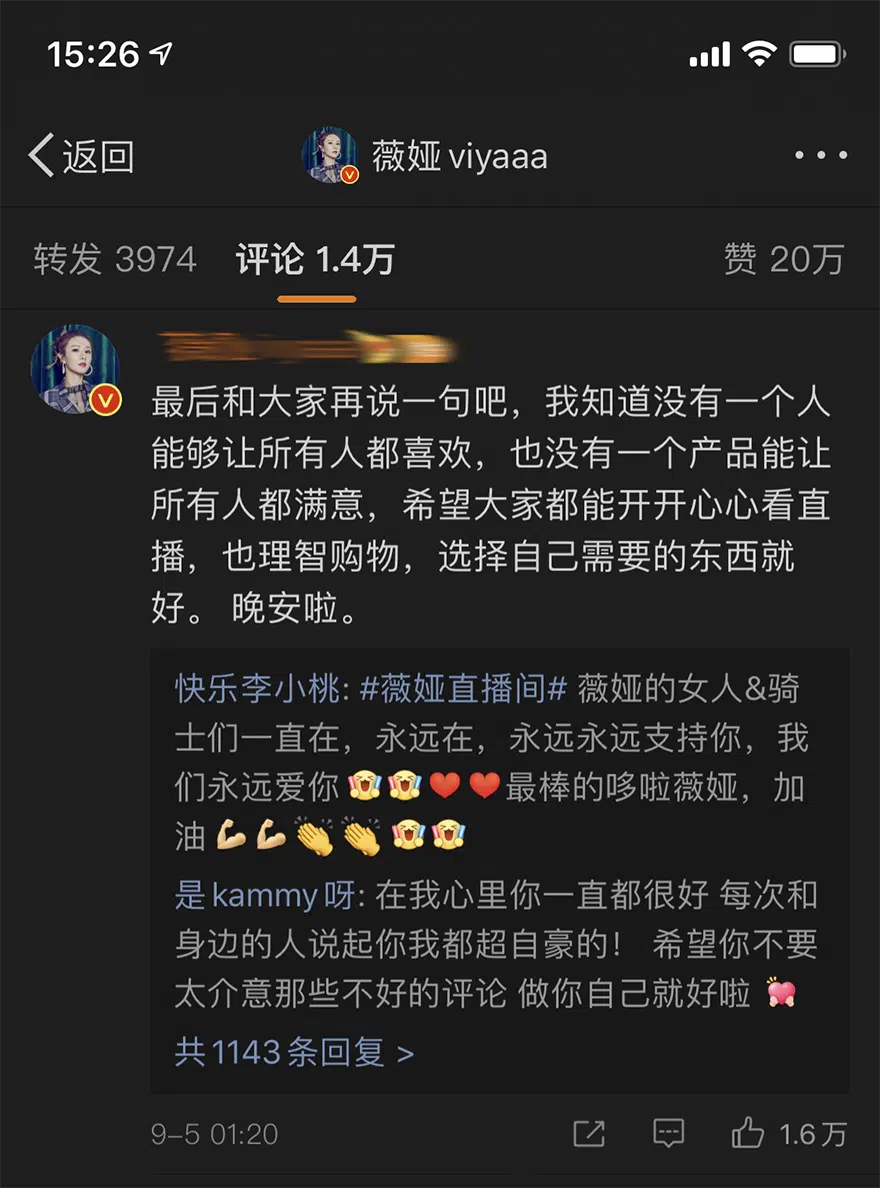 15:26
返回
薇娅viyaaa
转发 3974 评论 1.4万 赞 20万
最后和大家再说一句吧，我知道没有一个人
能够让所有人都喜欢，也没有一个产品能让
所有人都满意，希望大家都能开开心心看直
播，也理智购物，选择自己需要的东西就
好。 晚安啦。
快乐李小桃: #薇娅直播间# 薇娅的女人&骑
士们一直在，永远在，永远永远支持你，我
们永远爱你🥳🥳❤️❤️最棒的哆啦薇娅，加
油💪💪👏👏🥳🥳
是kammy呀: 在我心里你一直都很好 每次和
身边的人说起你我都超自豪的！ 希望你不要
太介意那些不好的评论 做你自己就好啦
共1143条回复 >
9-5 01:20
1.6万